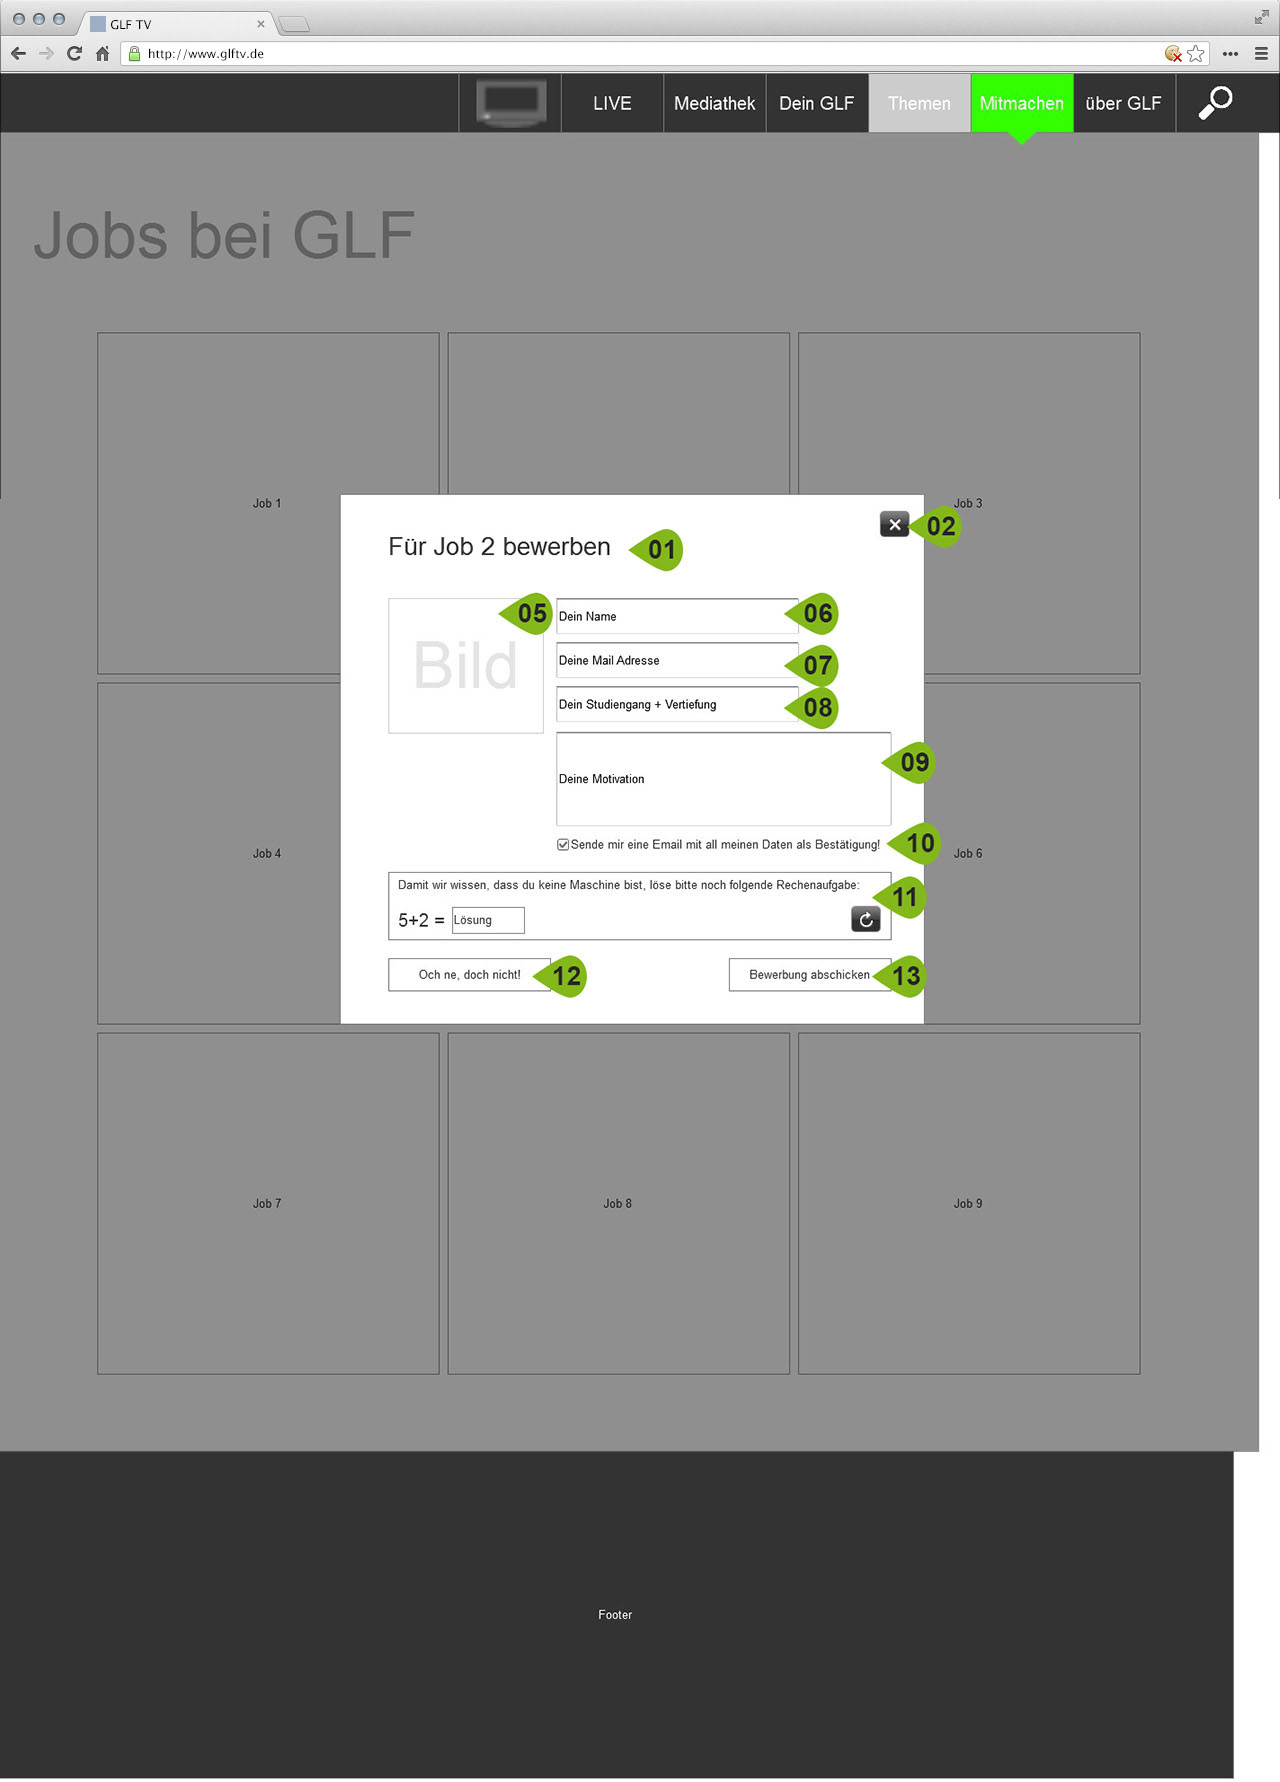 GLF TV
http://www.glftv.de
LIVE Mediathek Dein GLF Themen Mitmachen über GLF
Jobs bei GLF
Job 1
Job 3
Für Job 2 bewerben 01
02
Bild
05
Dein Name 06
Deine Mail Adresse 07
Dein Studiengang + Vertiefung 08
Deine Motivation 09
Sende mir eine Email mit all meinen Daten als Bestätigung! 10
Damit wir wissen, dass du keine Maschine bist, löse bitte noch folgende Rechenaufgabe: 11
5+2 = Lösung
Och ne, doch nicht! 12
Bewerbung abschicken 13
Job 4
Job 6
Job 7
Job 8
Job 9
Footer